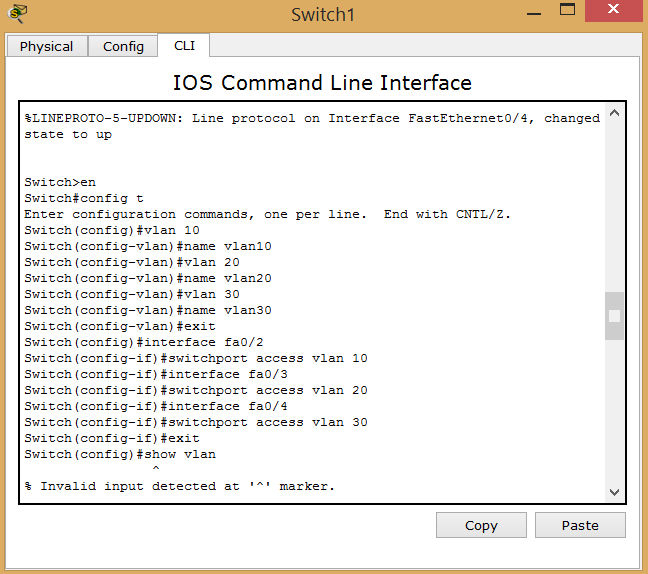 Switch1
Physical Config CLI
IOS Command Line Interface
%LINEPROTO-5-UPDOWN: Line protocol on Interface FastEthernet0/4, changed
state to up
Switch>en
Switch#config t
Enter configuration commands, one per line.  End with CNTL/Z.
Switch(config)#vlan 10
Switch(config-vlan)#name vlan10
Switch(config-vlan)#vlan 20
Switch(config-vlan)#name vlan20
Switch(config-vlan)#vlan 30
Switch(config-vlan)#name vlan30
Switch(config-vlan)#exit
Switch(config)#interface fa0/2
Switch(config-if)#switchport access vlan 10
Switch(config-if)#interface fa0/3
Switch(config-if)#switchport access vlan 20
Switch(config-if)#interface fa0/4
Switch(config-if)#switchport access vlan 30
Switch(config-if)#exit
Switch(config)#show vlan
^
% Invalid input detected at '^' marker.
Copy Paste